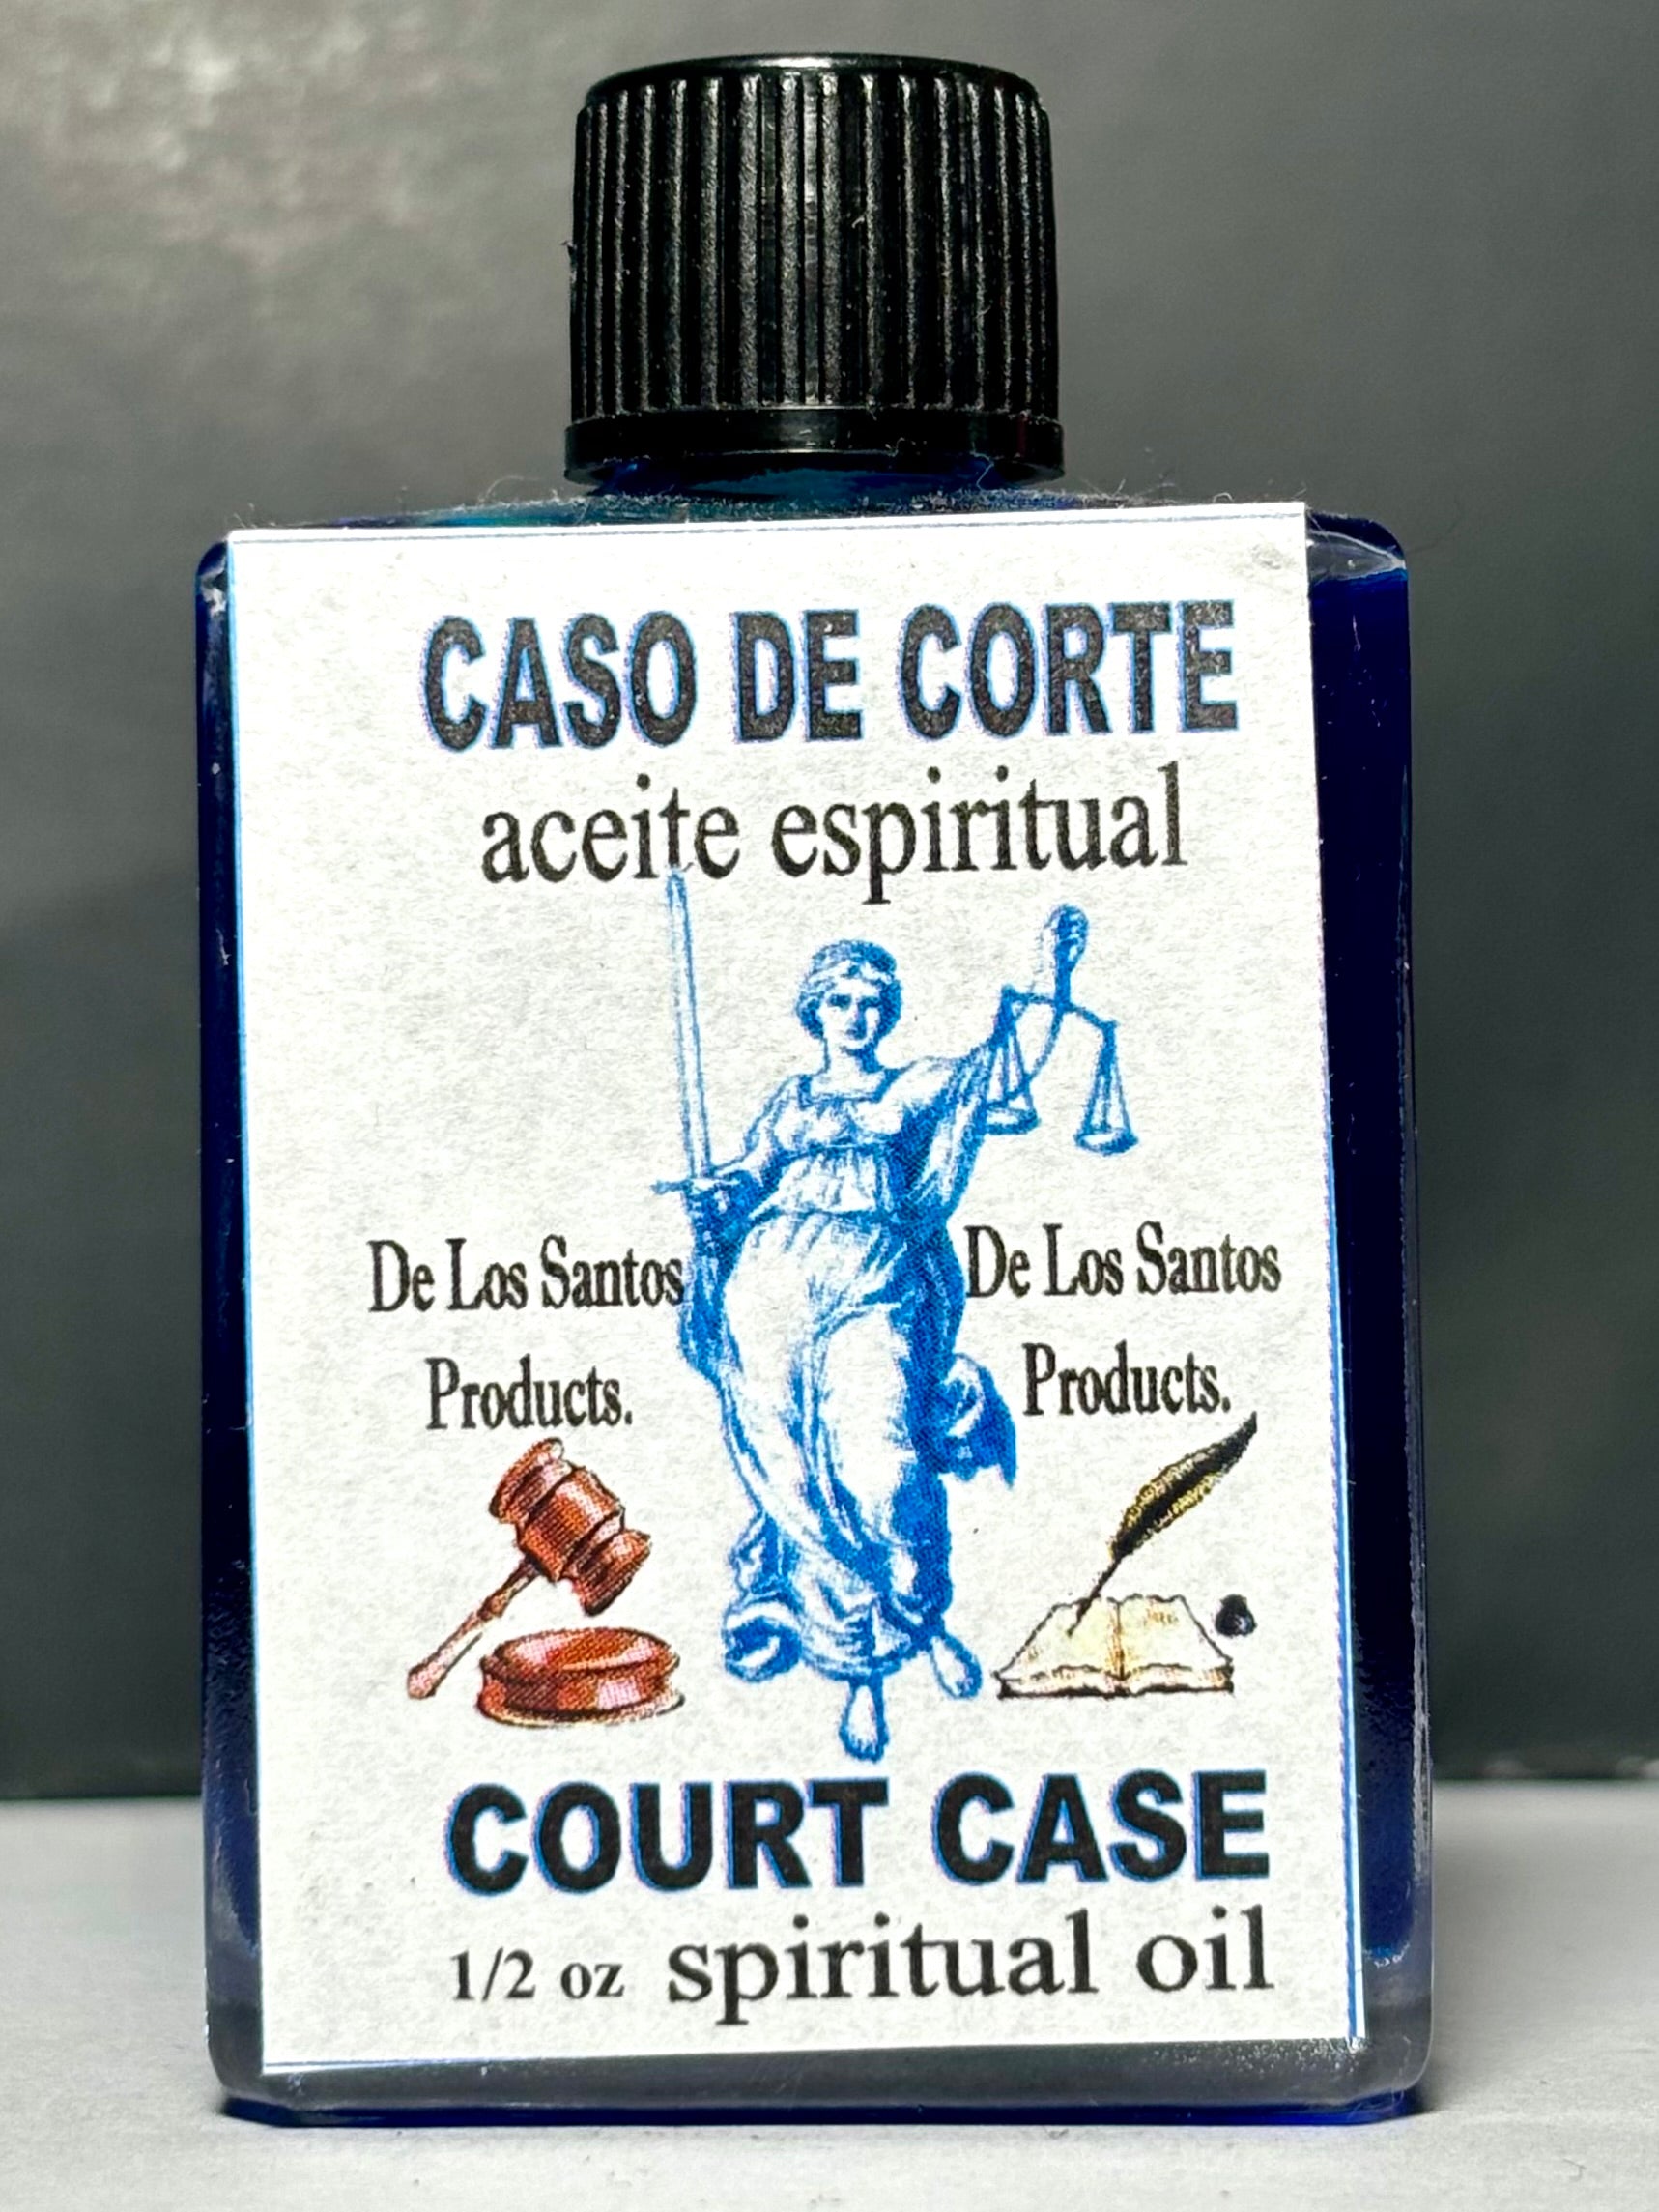 CASO DE CORTE
aceite espiritual
De Los Santos
Products.
De Los Santos
Products.
COURT CASE
1/2 oz spiritual oil